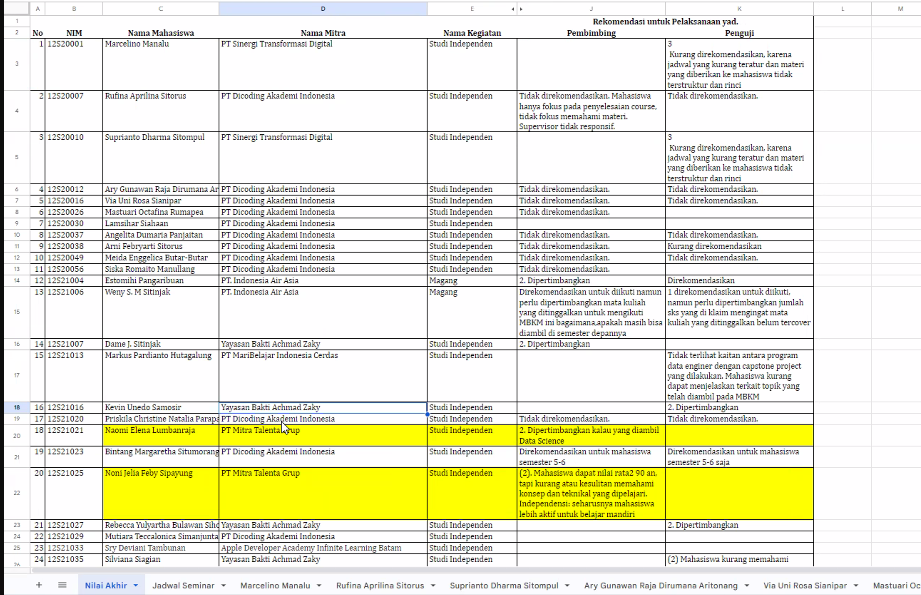 A B C D E J K L M
1 Rekomendasi untuk Pelaksanaan yad.
2 No NIM Nama Mahasiswa Nama Mitra Nama Kegiatan Pembimbing Penguji
3 1 12S20001 Marcelino Manalu PT Sinergi Transformasi Digital Studi Independen 3
Kurang direkomendasikan, karena
jadwal yang kurang teratur dan materi
yang diberikan ke mahasiswa tidak
terstruktur dan rinci
4 2 12S20007 Rufina Aprilina Sitorus PT Dicoding Akademi Indonesia Studi Independen Tidak direkomendasikan. Mahasiswa Tidak direkomendasikan.
hanya fokus pada penyelesaian course,
tidak fokus memahami materi.
Supervisor tidak responsif.
5 3 12S20010 Suprianto Dharma Sitompul PT Sinergi Transformasi Digital Studi Independen 3
Kurang direkomendasikan, karena
jadwal yang kurang teratur dan materi
yang diberikan ke mahasiswa tidak
terstruktur dan rinci
6 4 12S20012 Ary Gunawan Raja Dirumana Ar PT Dicoding Akademi Indonesia Studi Independen Tidak direkomendasikan. Tidak direkomendasikan.
7 5 12S20016 Via Uni Rosa Sianipar PT Dicoding Akademi Indonesia Studi Independen Tidak direkomendasikan. Tidak direkomendasikan.
8 6 12S20026 Mastuari Octafina Rumapea PT Dicoding Akademi Indonesia Studi Independen Tidak direkomendasikan.
9 7 12S20030 Lamsihar Siahaan PT Dicoding Akademi Indonesia Studi Independen
10 8 12S20037 Angelita Dumaria Panjaitan PT Dicoding Akademi Indonesia Studi Independen Tidak direkomendasikan. Tidak direkomendasikan.
11 9 12S20038 Arni Febryarti Sitorus PT Dicoding Akademi Indonesia Studi Independen Tidak direkomendasikan. Kurang direkomendasikan
12 10 12S20049 Meida Enggelica Butar-Butar PT Dicoding Akademi Indonesia Studi Independen Tidak direkomendasikan. Tidak direkomendasikan.
13 11 12S20056 Siska Romaito Manullang PT Dicoding Akademi Indonesia Studi Independen Tidak direkomendasikan.
14 12 12S21004 Estomihi Pangaribuan PT. Indonesia Air Asia Magang 2. Dipertimbangkan Direkomendasikan
15 13 12S21006 Weny S. M Sitinjak PT. Indonesia Air Asia Magang Direkomendasikan untuk diikuti namun 1 direkomendasikan untuk diikuti,
perlu dipertimbangkan mata kuliah namun perlu dipertimbangkan jumlah
yang ditinggalkan untuk mengikuti sks yang di klaim mengingat mata
MBKM ini bagaimana,apakah masih bisa kuliah yang ditinggalkan belum tercover
diambil di semester depannya
16 14 12S21007 Dame J. Sitinjak Yayasan Bakti Achmad Zaky Studi Independen 2. Dipertimbangkan
17 15 12S21013 Markus Pardianto Hutagalung PT MariBelajar Indonesia Cerdas Studi Independen Tidak terlihat kaitan antara program
data enginer dengan capstone project
yang dilakukan. Mahasiswa kurang
dapat menjelaskan terkait topik yang
telah diambil pada MBKM
18 16 12S21016 Kevin Unedo Samosir Yayasan Bakti Achmad Zaky Studi Independen 2. Dipertimbangkan
19 17 12S21020 Priskila Christine Natalia Parapa PT Dicoding Akademi Indonesia Studi Independen Tidak direkomendasikan. Tidak direkomendasikan.
20 18 12S21021 Naomi Elena Lumbanraja PT Mitra Talenta Grup Studi Independen 2. Dipertimbangkan kalau yang diambil
Data Science
21 19 12S21023 Bintang Margaretha Situmorang PT Dicoding Akademi Indonesia Studi Independen Direkomendasikan untuk mahasiswa Direkomendasikan untuk mahasiswa
semester 5-6 semester 5-6 saja
22 20 12S21025 Noni Jelia Feby Sipayung PT Mitra Talenta Grup Studi Independen (2). Mahasiswa dapat nilai rata2 90 an.
tapi kurang atau kesulitan memahami
konsep dan teknikal yang dipelajari.
Independensi: seharusnya mahasiswa
lebih aktif untuk belajar mandiri
23 21 12S21027 Rebecca Yulyartha Bulawan Siho Yayasan Bakti Achmad Zaky Studi Independen 2. Dipertimbangkan
24 22 12S21029 Mutiara Teccalonica Simanjunta PT Dicoding Akademi Indonesia Studi Independen
25 23 12S21033 Sry Deviani Tambunan Apple Developer Academy Infinite Learning Batam Studi Independen
26 24 12S21035 Silviana Siagian Yayasan Bakti Achmad Zaky Studi Independen (2) Mahasiswa kurang memahami
Nilai Akhir Jadwal Seminar Marcelino Manalu Rufina Aprilina Sitorus Suprianto Dharma Sitompul Ary Gunawan Raja Dirumana Aritonang Via Uni Rosa Sianipar Mastuari Oc